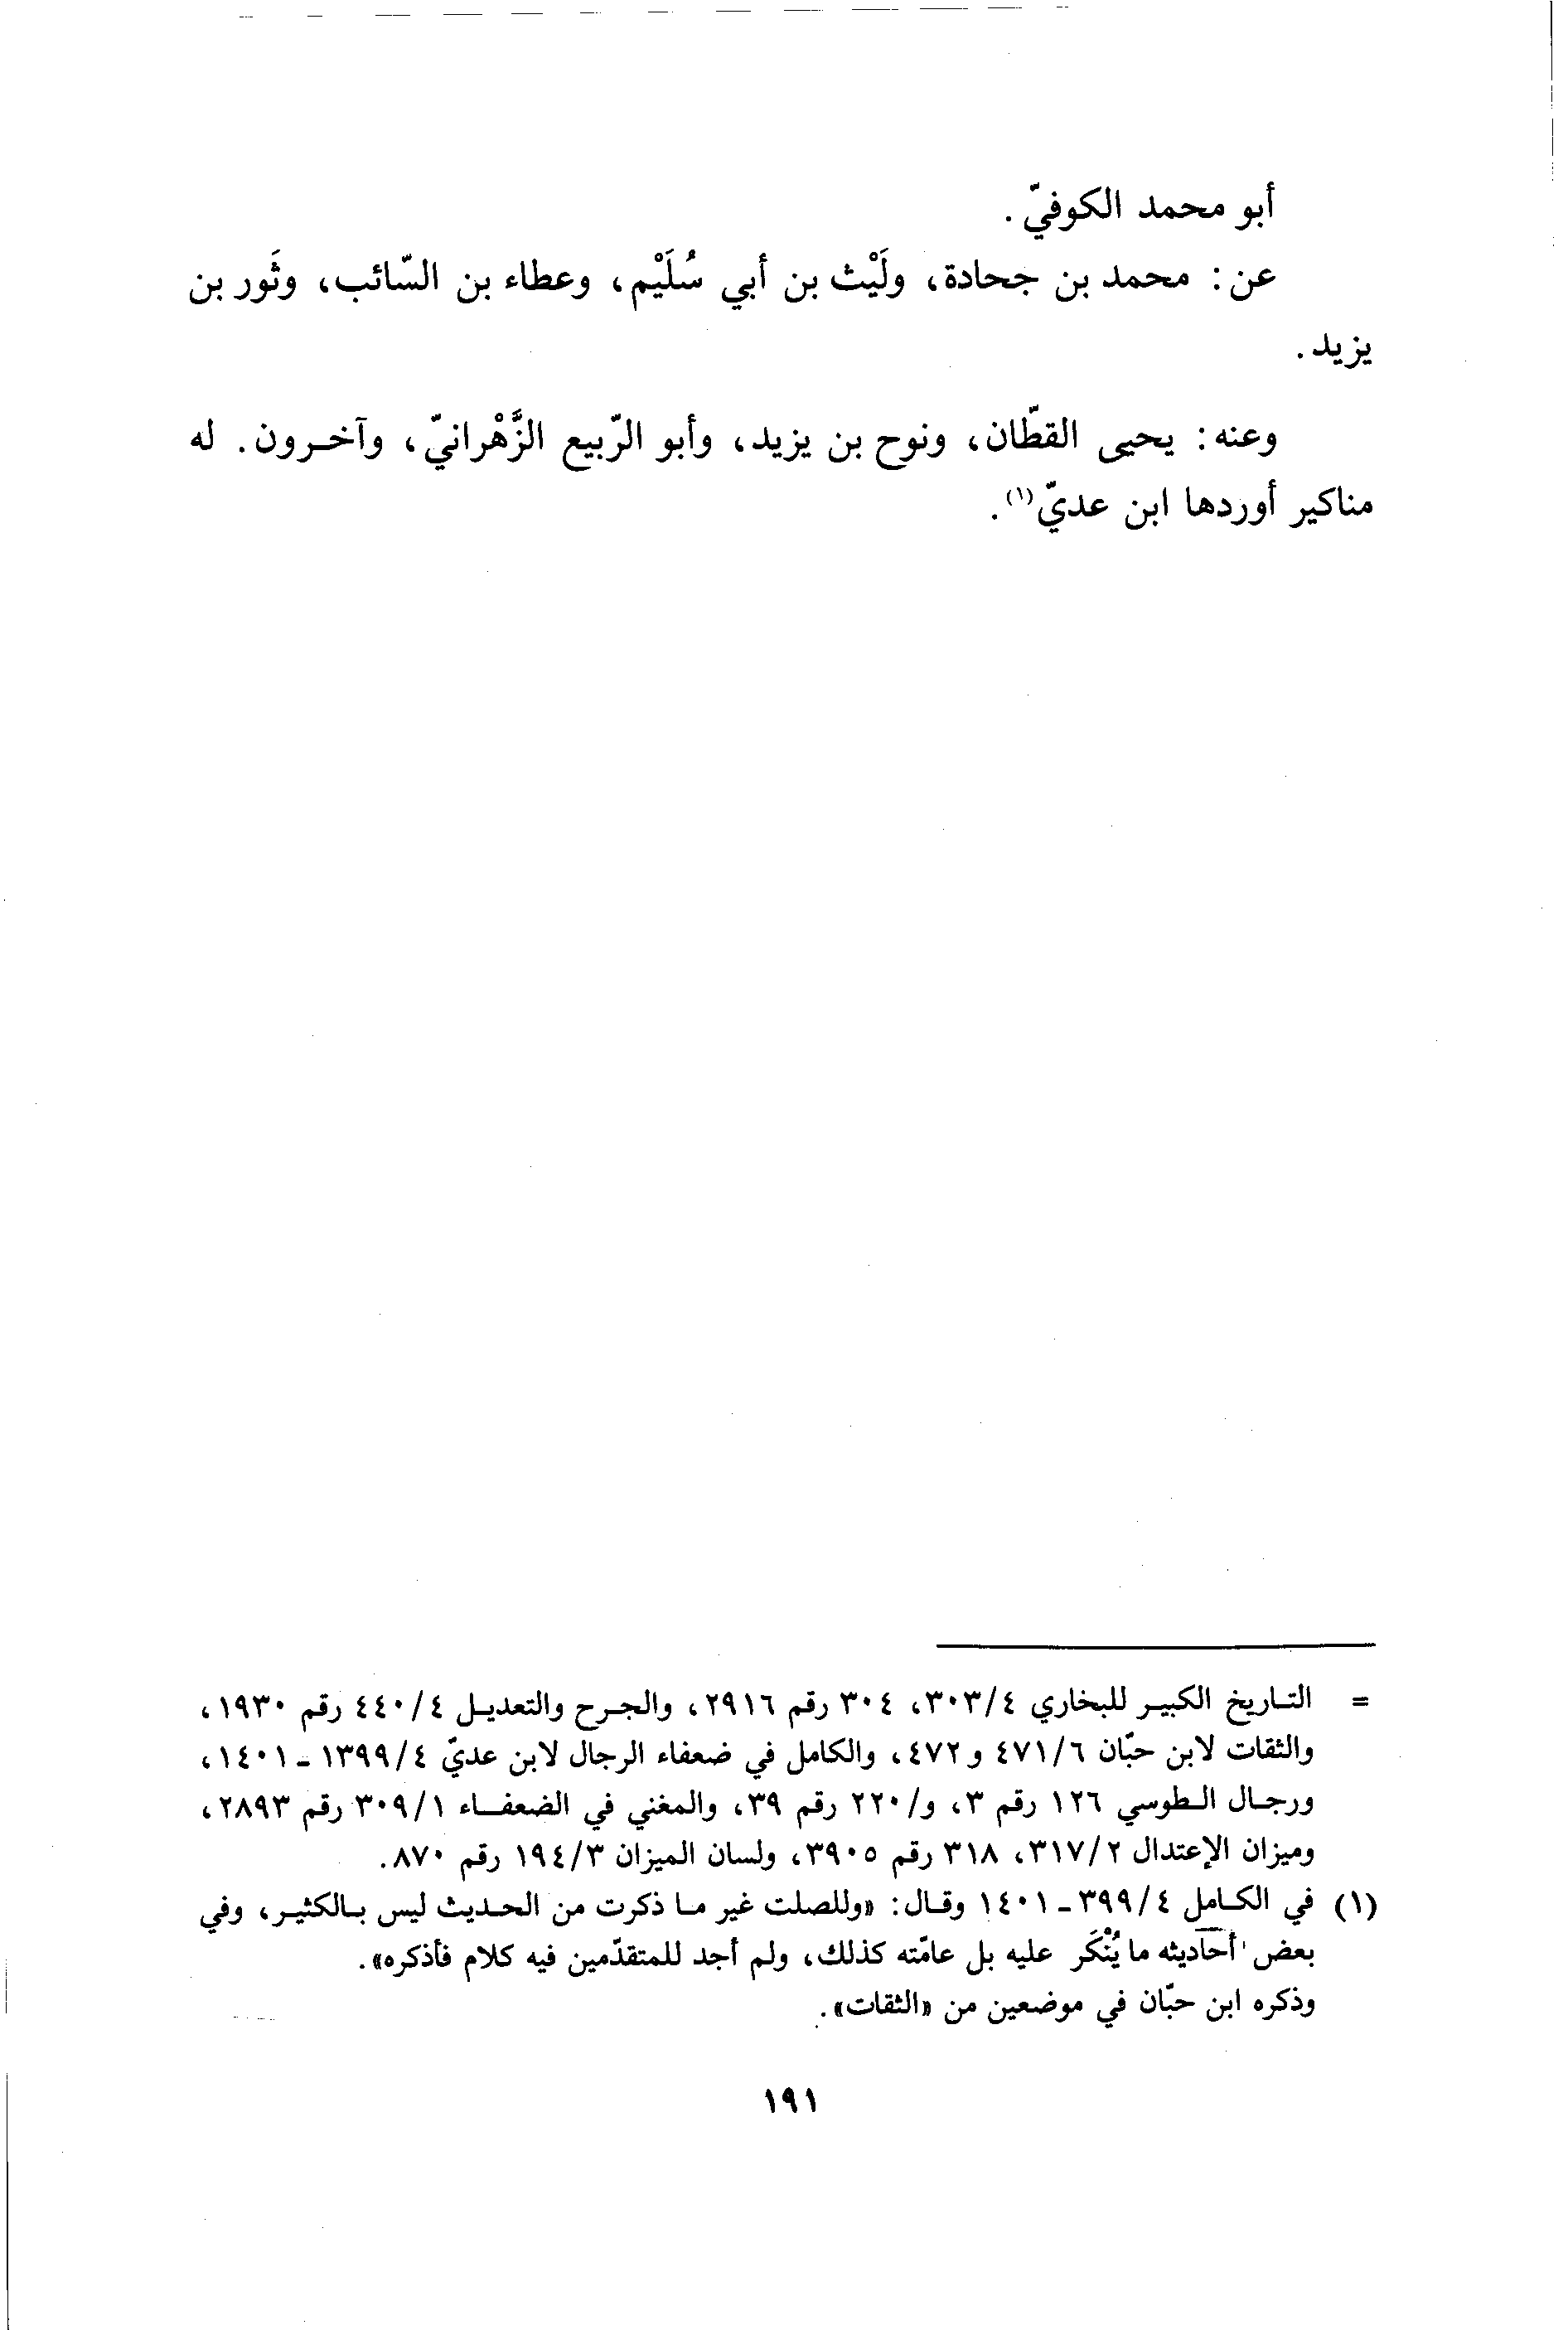 أبو محمد الكوفيّ.
عن: محمد بن جحادة، ولَيْث بن أبي سُلَيْم، وعطاء بن السّائب، وثَور بن
يزيد.
وعنه: يحيى القطّان، ونوح بن يزيد، وأبو الرّبيع الزَّهْرانيّ، وآخرون. له
مناكير أوردها ابن عديّ(١).
= التاريخ الكبير للبخاري ٣٠٣/٤، ٣٠٤ رقم ٢٩١٦، والجرح والتعديل ٤٤٠/٤ رقم ١٩٣٠،
والثقات لابن حبّان ٤٧١/٦ و٤٧٢، والكامل في ضعفاء الرجال لابن عديّ ١٣٩٩/٤ - ١٤٠١،
ورجال الطوسي ١٢٦ رقم ٣، و/٢٢٠ رقم ٣٩، والمغني في الضعفاء ٣٠٩/١ رقم ٢٨٩٣،
وميزان الإعتدال ٣١٧/٢، ٣١٨ رقم ٣٩٠٥، ولسان الميزان ١٩٤/٣ رقم ٨٧٠.
(١) في الكامل ٣٩٩/٤ - ١٤٠١ وقال: «وللصلت غير ما ذكرت من الحديث ليس بالكثير، وفي
بعض أحاديثه ما يُنْكَر عليه بل عامّته كذلك، ولم أجد للمتقدّمين فيه كلام فأذكره».
وذكره ابن حبّان في موضعين من «الثقات».
١٩١